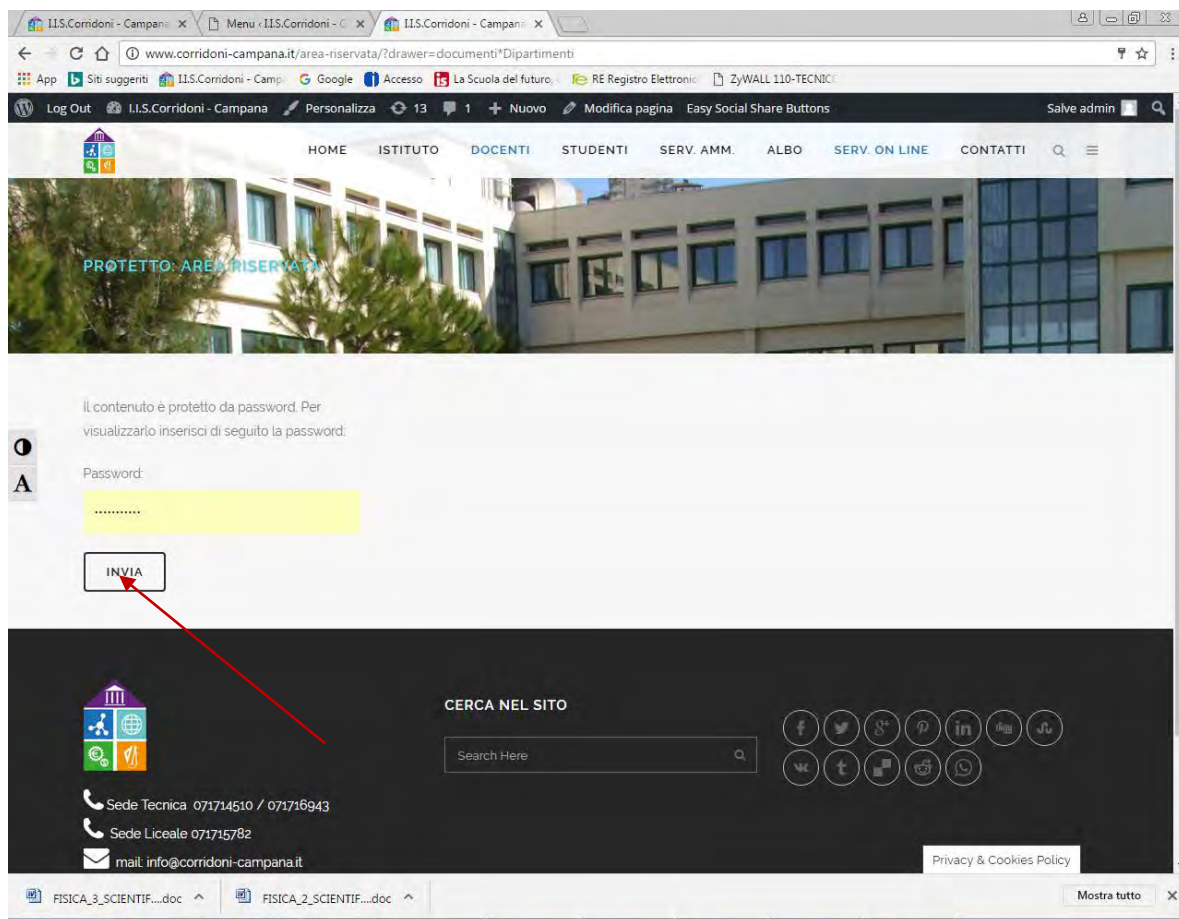 I.I.S.Corridoni - Campana
Menu ‹ I.I.S.Corridoni - C
I.I.S.Corridoni - Campana
www.corridoni-campana.it/area-riservata/?drawer=documenti*Dipartimenti
App Siti suggeriti I.I.S.Corridoni - Camp Google Accesso La Scuola del futuro, RE Registro Elettronic ZyWALL 110-TECNIC
Log Out I.I.S.Corridoni - Campana Personalizza 13 1 + Nuovo Modifica pagina Easy Social Share Buttons Salve admin
HOME ISTITUTO DOCENTI STUDENTI SERV. AMM. ALBO SERV. ON LINE CONTATTI
PROTETTO: AREA RISERVATA
Il contenuto è protetto da password. Per
visualizzarlo inserisci di seguito la password:
A
Password:
...........
INVIA
CERCA NEL SITO
Search Here
Sede Tecnica 071714510 / 071716943
Sede Liceale 071715782
mail: info@corridoni-campana.it
Privacy & Cookies Policy
FISICA_3_SCIENTIF....doc FISICA_2_SCIENTIF....doc Mostra tutto